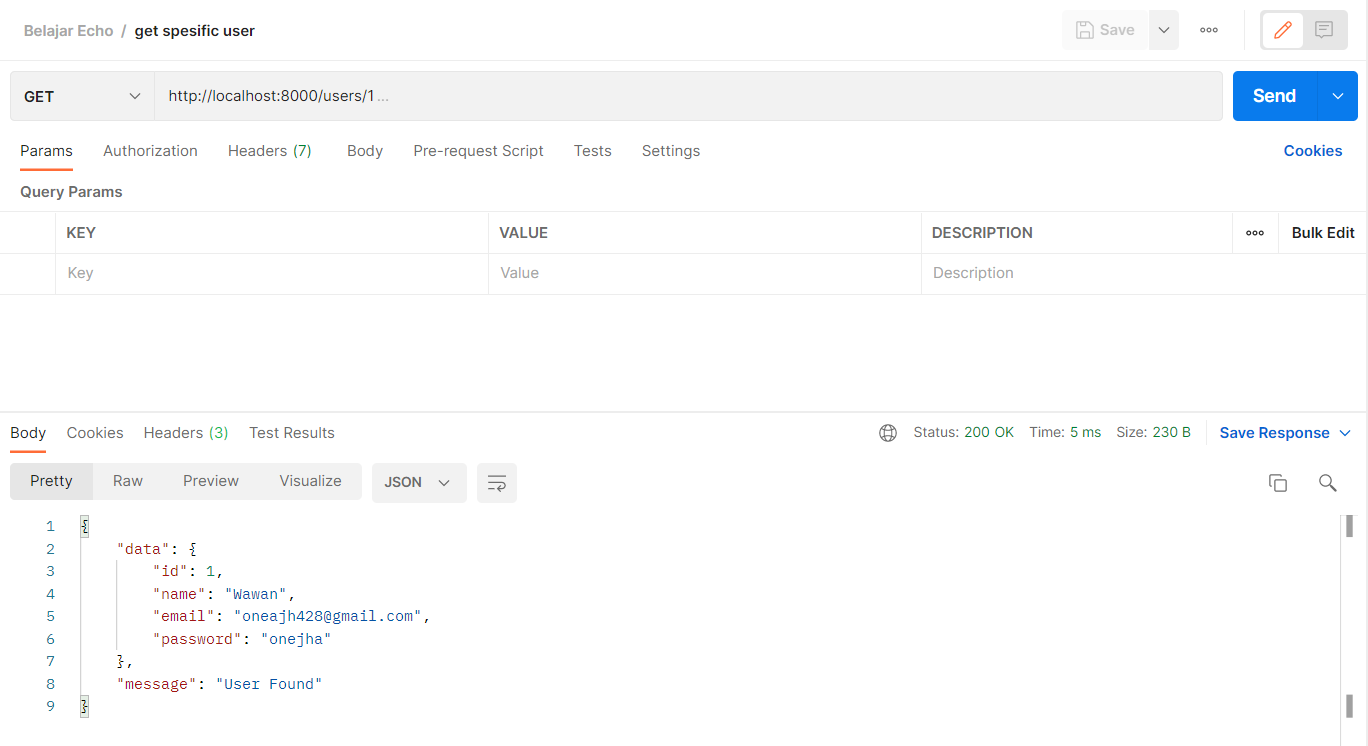 Belajar Echo / get spesific user Save ooo
GET http://localhost:8000/users/1 ... Send
Params Authorization Headers (7) Body Pre-request Script Tests Settings Cookies
Query Params
KEY VALUE DESCRIPTION ooo Bulk Edit
Key Value Description
Body Cookies Headers (3) Test Results Status: 200 OK Time: 5 ms Size: 230 B Save Response
Pretty Raw Preview Visualize JSON
1 {
2 "data": {
3 "id": 1,
4 "name": "Wawan",
5 "email": "oneajh428@gmail.com",
6 "password": "onejha"
7 },
8 "message": "User Found"
9 }